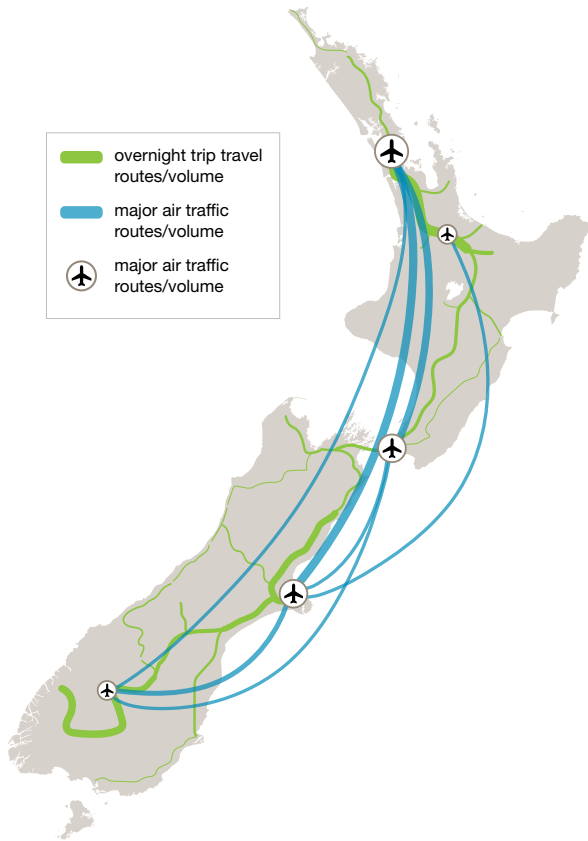 overnight trip travel
routes/volume
major air traffic
routes/volume
major air traffic
routes/volume